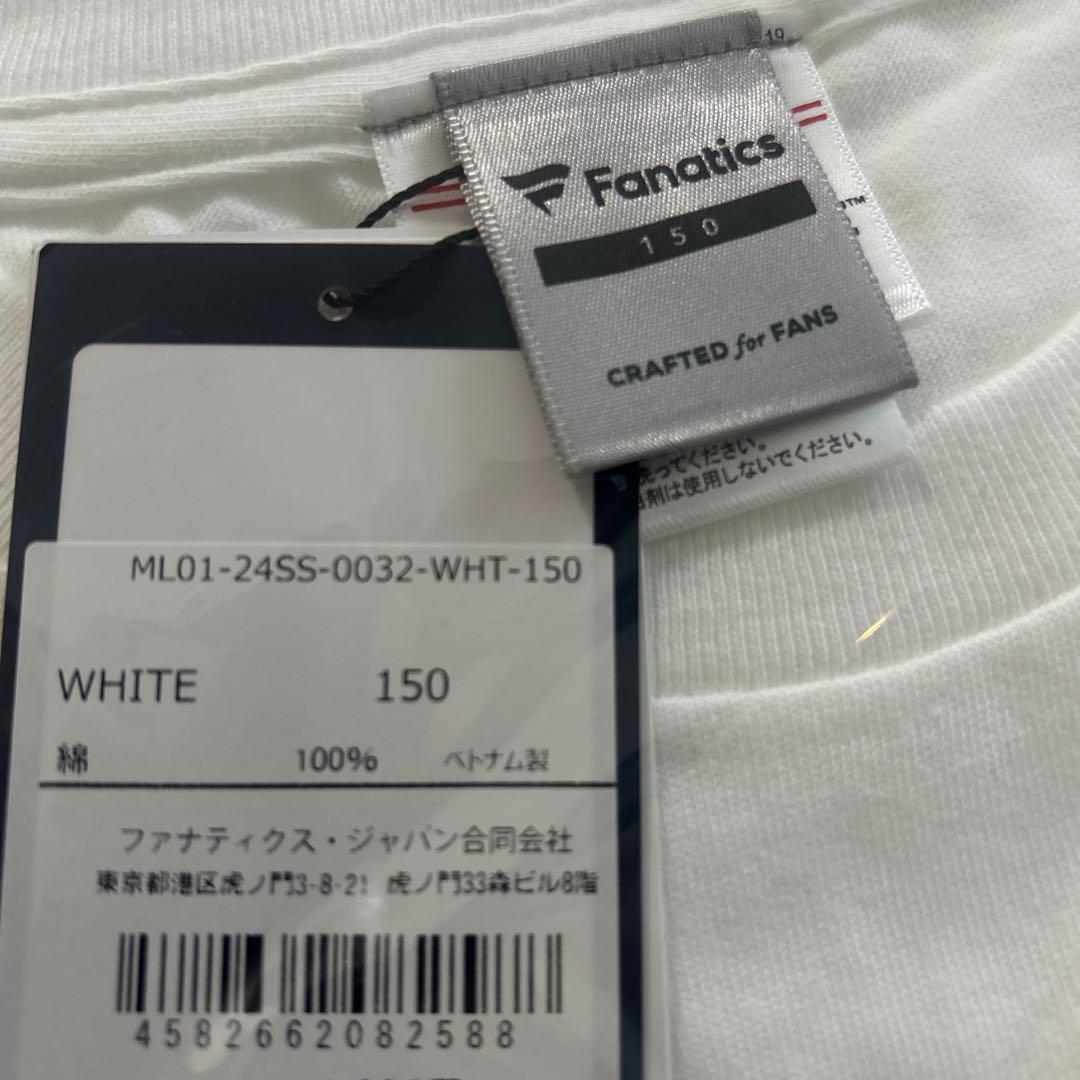 Fanatics
150
CRAFTED for FANS
洗ってください。
剤は使用しないでください。
ML01-24SS-0032-WHT-150
WHITE 150
綿 100% ベトナム製
ファナティクス・ジャパン合同会社
東京都港区虎ノ門3-8-21 虎ノ門33森ビル8階
4582662082588